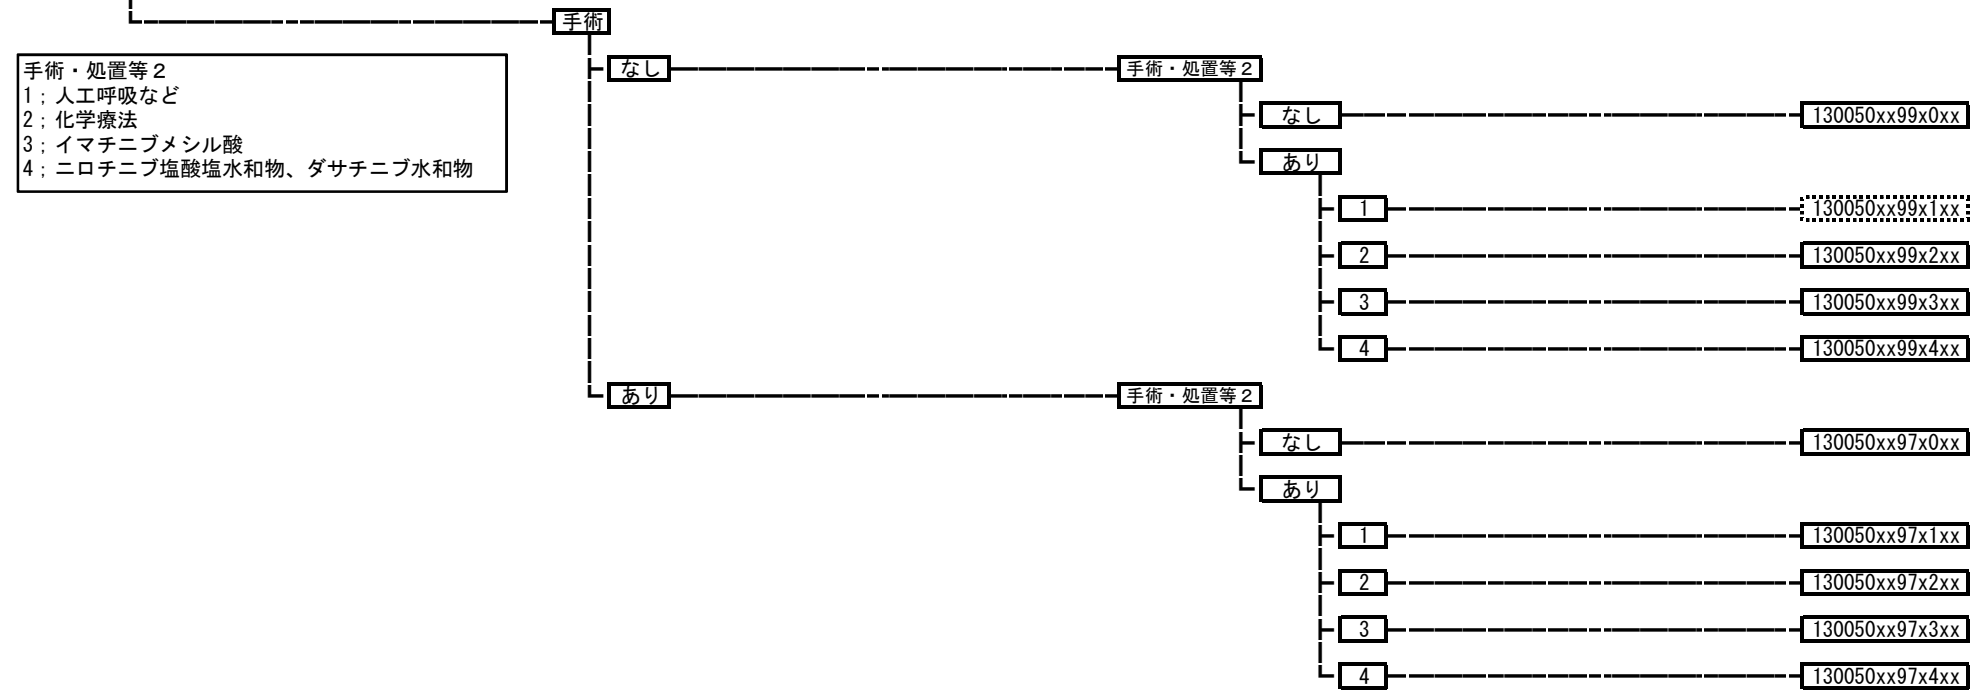 手術
手術・処置等２
1；人工呼吸など
2；化学療法
3；イマチニブメシル酸
4；ニロチニブ塩酸塩水和物、ダサチニブ水和物
なし 手術・処置等２
なし 130050xx99x0xx
あり
1 130050xx99x1xx
2 130050xx99x2xx
3 130050xx99x3xx
4 130050xx99x4xx
あり 手術・処置等２
なし 130050xx97x0xx
あり
1 130050xx97x1xx
2 130050xx97x2xx
3 130050xx97x3xx
4 130050xx97x4xx